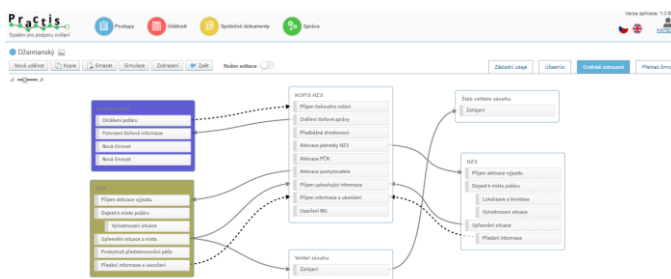 Practis
Systém pro podporu cvičení
Postupy
Události
Společné dokumenty
Správa
Verze aplikace: 1.0.
Džermanský
Nová událost
Kopie
Smazat
Simulace
Zobrazení
Zpět
Režim editace:
Základní údaje
Účastníci
Grafické zobrazení
Přehled činn
Ohlášení požáru
Potvrzení tísňové informace
Nová činnost
Nová činnost
Příjem aktivace výjezdu
Dojezd k místu požáru
Vyhodnocení situace
Upřesnění situace z místa
Poskytnutí přednemocniční péče
Předání informace o ukončení
KOPIS HZS
Příjem tísňového volání
Ověření tísňové zprávy
Předběžné zhodnocení
Aktivace jednotky HZS
Aktivace PČR
Aktivace poskytovatele
Příjem upřesňující informace
Příjem informace o ukončení
Uzavření MU
Velitel zásahu
Zahájení
Štáb velitele zásahu
Zahájení
HZS
Příjem aktivace výjezdu
Dojezd k místu požáru
Lokalizace a likvidace
Vyhodnocení situace
Upřesnění situace
Předání informace